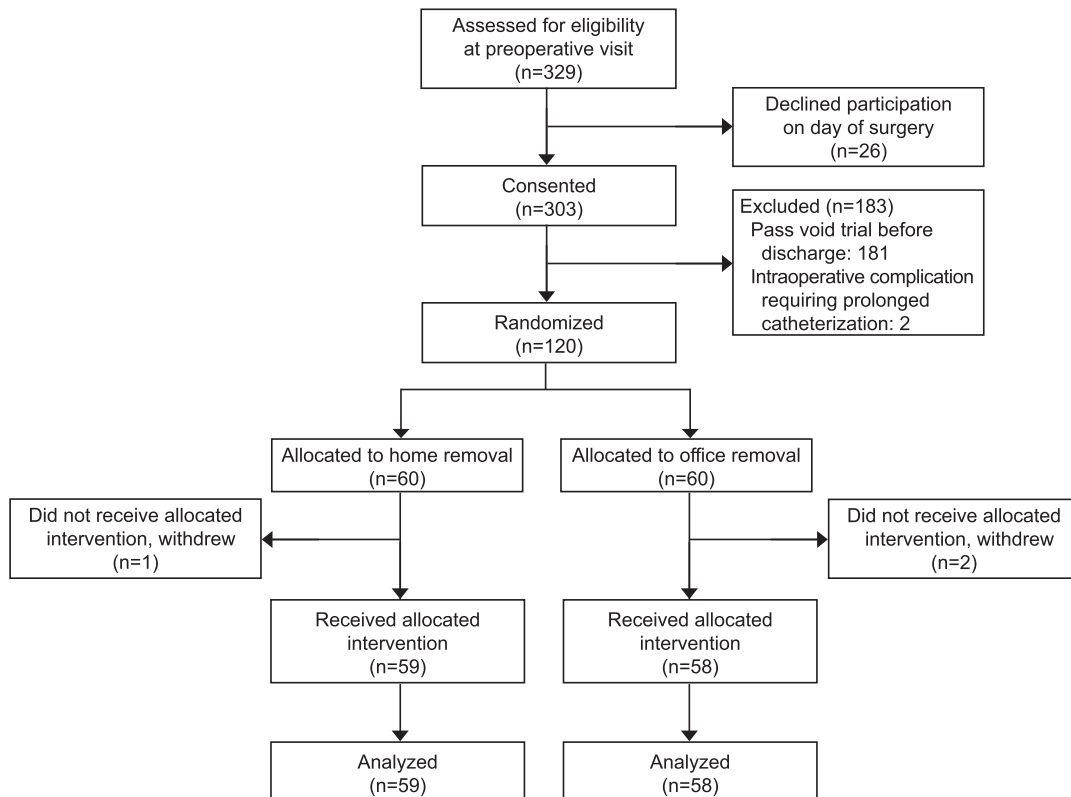 Assessed for eligibility
at preoperative visit
(n=329)
Declined participation
on day of surgery
(n=26)
Consented
(n=303)
Excluded (n=183)
Pass void trial before
discharge: 181
Intraoperative complication
requiring prolonged
catheterization: 2
Randomized
(n=120)
Allocated to home removal
(n=60)
Allocated to office removal
(n=60)
Did not receive allocated
intervention, withdrew
(n=1)
Did not receive allocated
intervention, withdrew
(n=2)
Received allocated
intervention
(n=59)
Received allocated
intervention
(n=58)
Analyzed
(n=59)
Analyzed
(n=58)